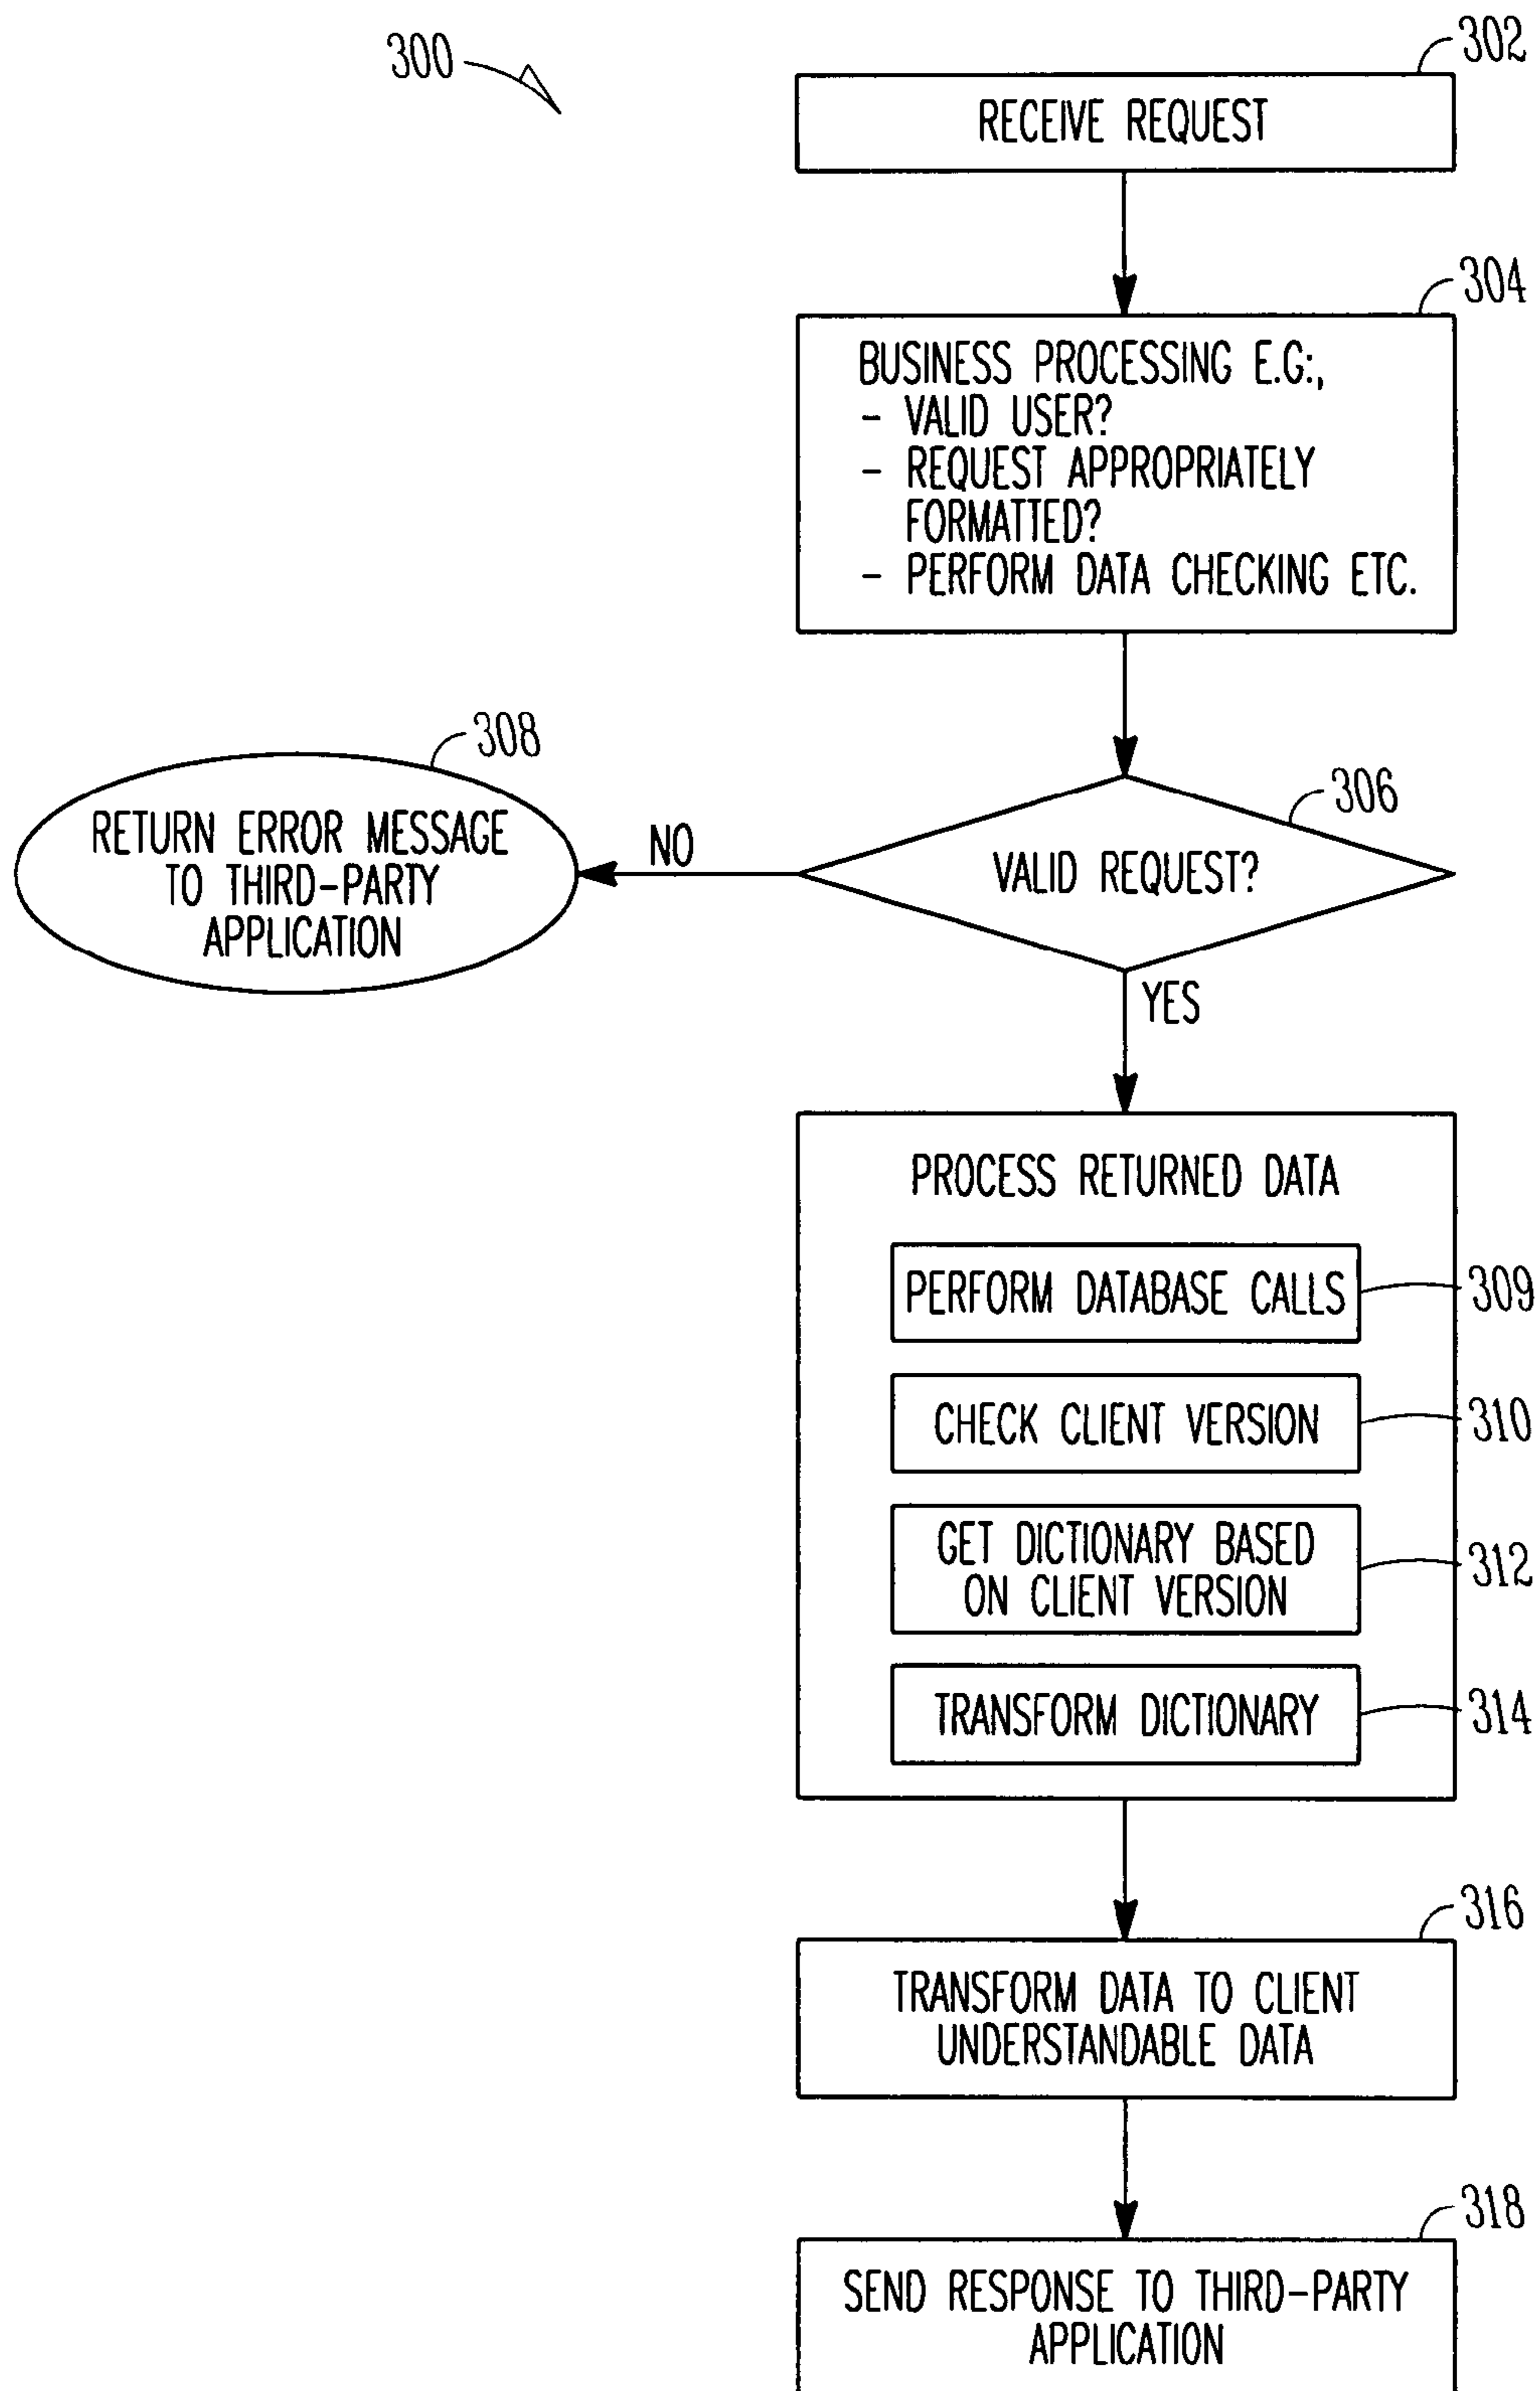 300
302
RECEIVE REQUEST
304
BUSINESS PROCESSING E.G:,
- VALID USER?
- REQUEST APPROPRIATELY
FORMATTED?
- PERFORM DATA CHECKING ETC.
308
RETURN ERROR MESSAGE
TO THIRD-PARTY
APPLICATION
NO
306
VALID REQUEST?
YES
PROCESS RETURNED DATA
PERFORM DATABASE CALLS
309
CHECK CLIENT VERSION
310
GET DICTIONARY BASED
ON CLIENT VERSION
312
TRANSFORM DICTIONARY
314
316
TRANSFORM DATA TO CLIENT
UNDERSTANDABLE DATA
318
SEND RESPONSE TO THIRD-PARTY
APPLICATION